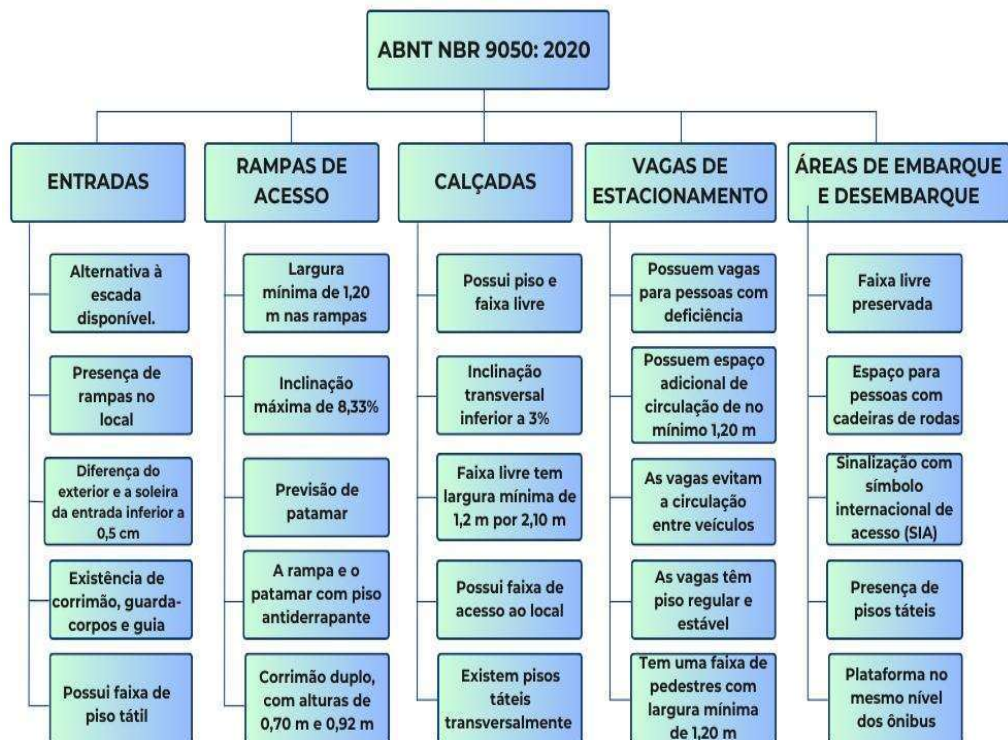 ABNT NBR 9050: 2020
ENTRADAS
Alternativa à
escada
disponível.
Presença de
rampas no
local
Diferença do
exterior e a soleira
da entrada inferior a
0,5 cm
Existência de
corrimão, guarda-
corpos e guia
Possui faixa de
piso tátil
RAMPAS DE
ACESSO
Largura
mínima de 1,20
m nas rampas
Inclinação
máxima de 8,33%
Previsão de
patamar
A rampa e o
patamar com piso
antiderrapante
Corrimão duplo,
com alturas de
0,70 m e 0,92 m
CALÇADAS
Possui piso e
faixa livre
Inclinação
transversal
inferior a 3%
Faixa livre tem
largura mínima de
1,2 m por 2,10 m
Possui faixa de
acesso ao local
Existem pisos
táteis
transversalmente
VAGAS DE
ESTACIONAMENTO
Possuem vagas
para pessoas com
deficiência
Possuem espaço
adicional de
circulação de no
mínimo 1,20 m
As vagas evitam
a circulação
entre veículos
As vagas têm
piso regular e
estável
Tem uma faixa de
pedestres com
largura mínima
de 1,20 m
ÁREAS DE EMBARQUE
E DESEMBARQUE
Faixa livre
preservada
Espaço para
pessoas com
cadeiras de rodas
Sinalização com
símbolo
internacional de
acesso (SIA)
Presença de
pisos táteis
Plataforma no
mesmo nível
dos ônibus